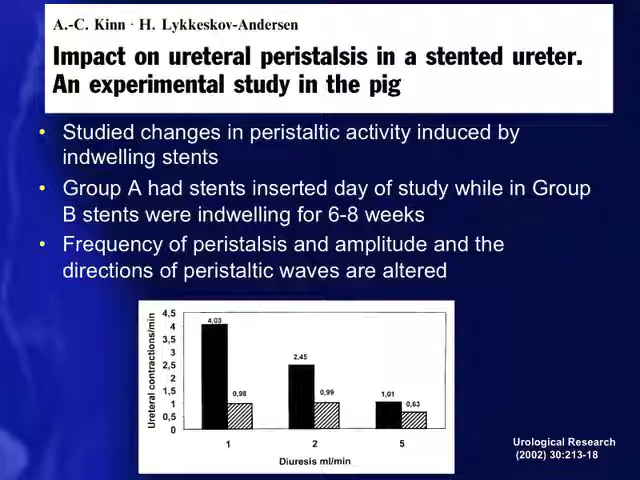 A.-C. Kinn · H. Lykkeskov-Andersen
Impact on ureteral peristalsis in a stented ureter.
An experimental study in the pig
• Studied changes in peristaltic activity induced by
indwelling stents
• Group A had stents inserted day of study while in Group
B stents were indwelling for 6-8 weeks
• Frequency of peristalsis and amplitude and the
directions of peristaltic waves are altered
Ureteral contractions/min
4,5
4
3,5
3
2,5
2
1,5
1
0,5
0
4,03
0,98
2,45
0,99
1,01
0,63
1 2 5
Diuresis ml/min
Urological Research
(2002) 30:213-18